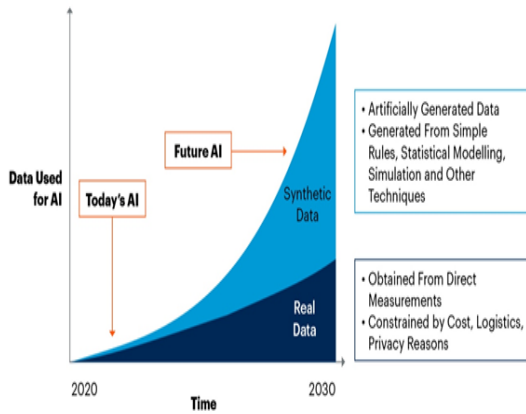 Data Used
for AI
Today's AI
Future AI
Synthetic
Data
Real
Data
2020
2030
Time
• Artificially Generated Data
• Generated From Simple
Rules, Statistical Modelling,
Simulation and Other
Techniques
• Obtained From Direct
Measurements
• Constrained by Cost, Logistics,
Privacy Reasons